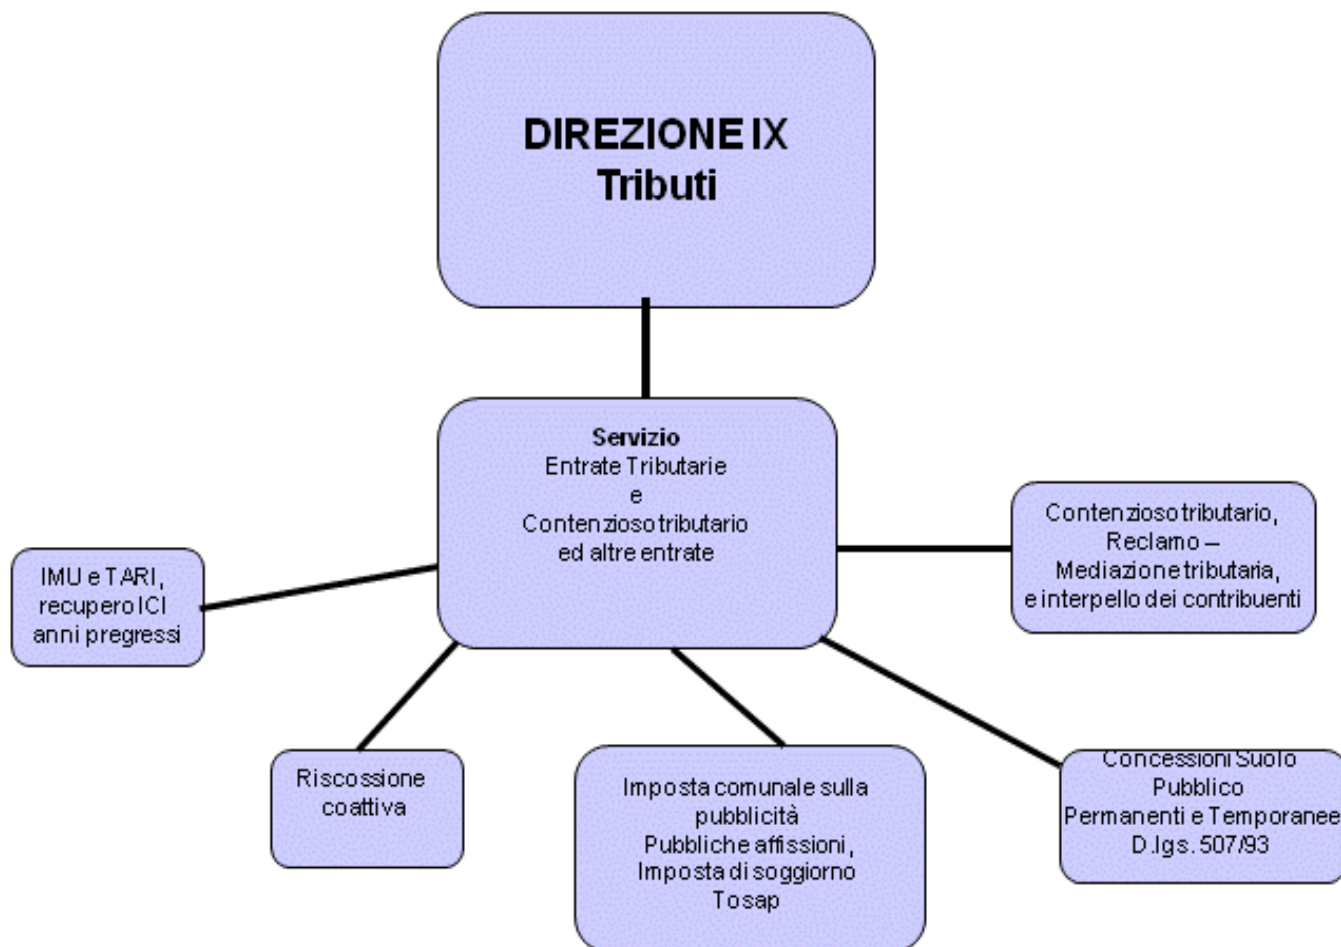 DIREZIONE IX
Tributi
Servizio
Entrate Tributarie
e
Contenzioso tributario
ed altre entrate
Contenzioso tributario,
Reclamo –
Mediazione tributaria,
e interpello dei contribuenti
IMU e TARI,
recupero ICI
anni pregressi
Riscossione
coattiva
Imposta comunale sulla
pubblicità
Pubbliche affissioni,
Imposta di soggiorno
Tosap
Concessioni Suolo
Pubblico
Permanenti e Temporanee
D.lgs. 507/93